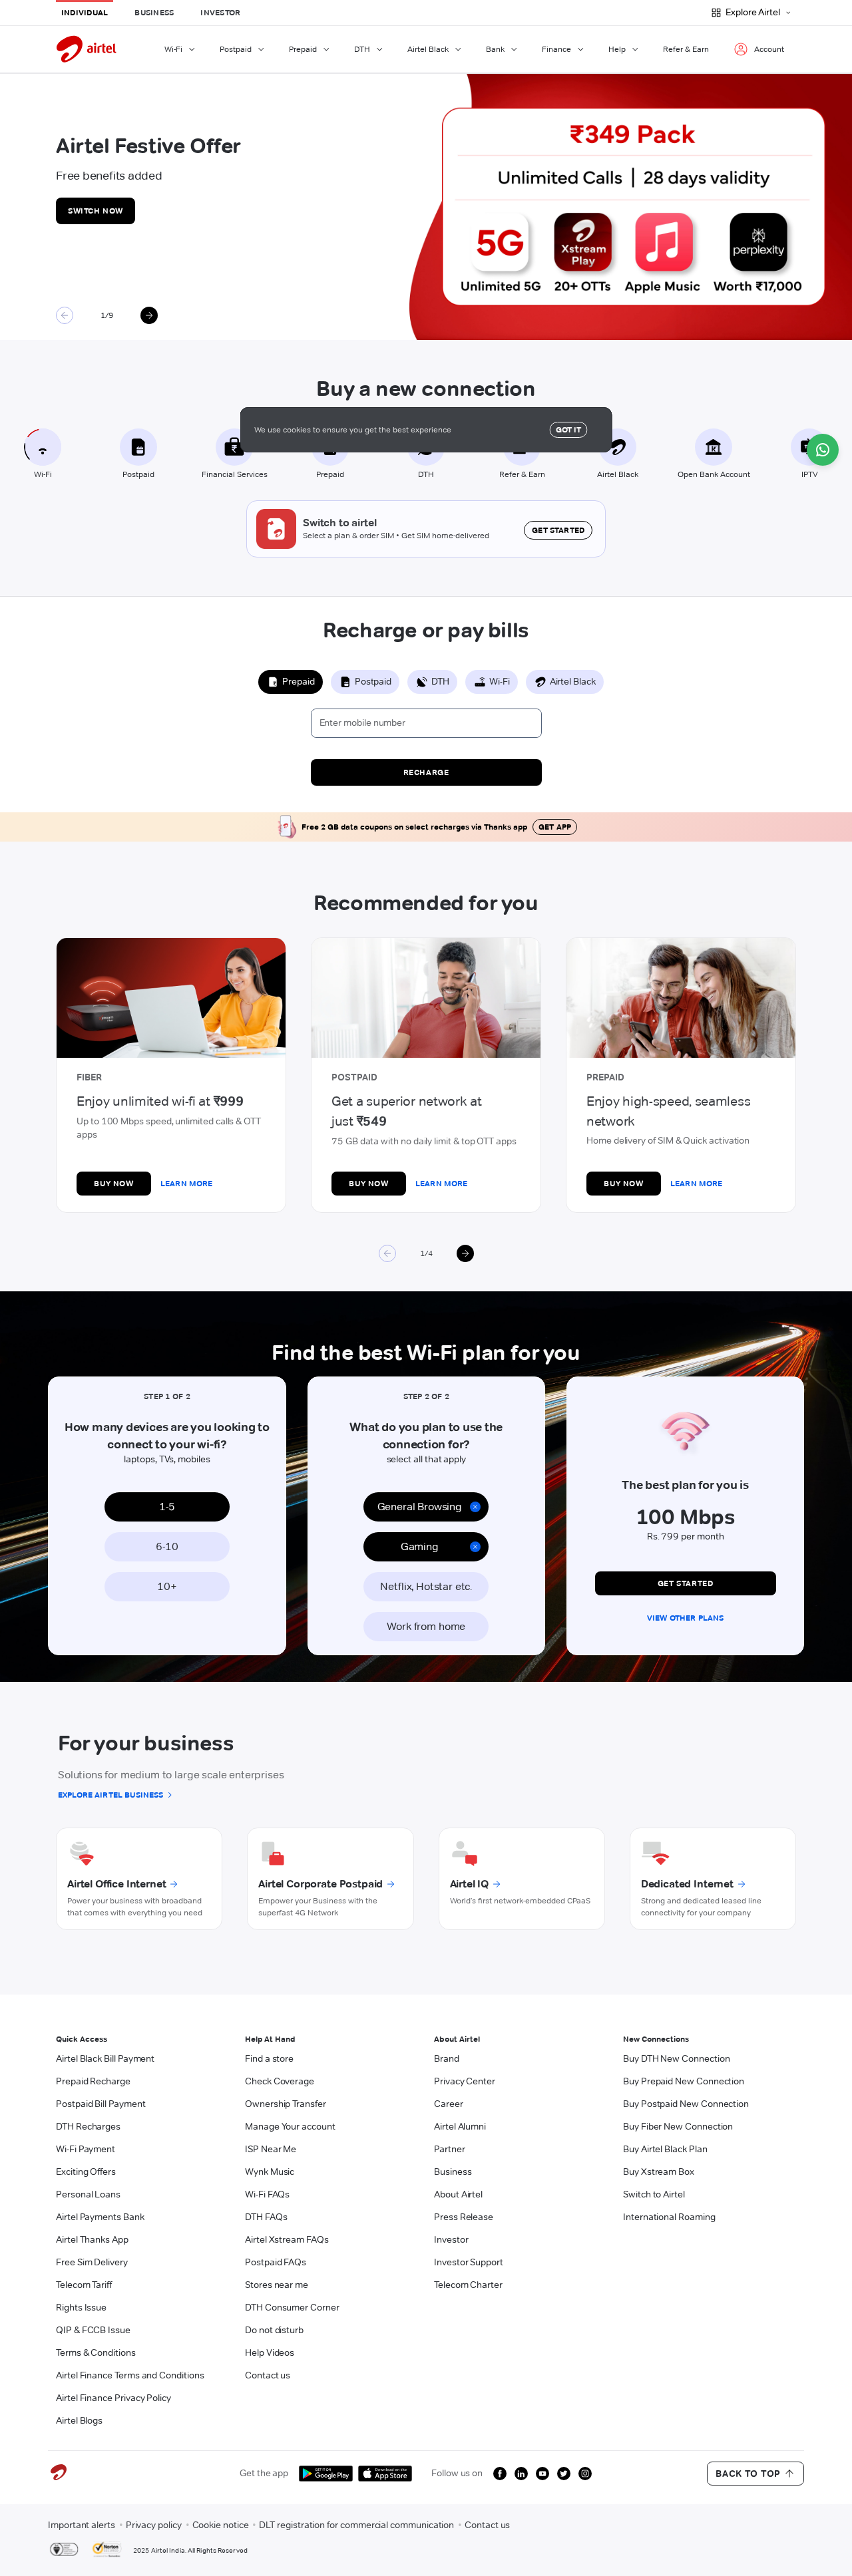 INDIVIDUAL
BUSINESS
INVESTOR
Explore Airtel
airtel
Wi-Fi
Postpaid
Prepaid
DTH
Airtel Black
Bank
Finance
Help
Refer & Earn
Account
Airtel Festive Offer
Free benefits added
SWITCH NOW
1/9
₹349 Pack
Unlimited Calls | 28 days validity
5G
Xstream
Play
perplexity
Unlimited 5G
20+ OTTs
Apple Music
Worth ₹17,000
Buy a new connection
We use cookies to ensure you get the best experience
GOT IT
Wi-Fi
Postpaid
Financial Services
Prepaid
DTH
Refer & Earn
Airtel Black
Open Bank Account
IPTV
Switch to airtel
Select a plan & order SIM • Get SIM home-delivered
GET STARTED
Recharge or pay bills
Prepaid
Postpaid
DTH
Wi-Fi
Airtel Black
Enter mobile number
RECHARGE
Free 2 GB data coupons on select recharges via Thanks app
GET APP
Recommended for you
FIBER
Enjoy unlimited wi-fi at ₹999
Up to 100 Mbps speed, unlimited calls & OTT
apps
BUY NOW
LEARN MORE
POSTPAID
Get a superior network at
just ₹549
75 GB data with no daily limit & top OTT apps
BUY NOW
LEARN MORE
PREPAID
Enjoy high-speed, seamless
network
Home delivery of SIM & Quick activation
BUY NOW
LEARN MORE
1/4
Find the best Wi-Fi plan for you
STEP 1 OF 2
How many devices are you looking to
connect to your wi-fi?
laptops, TVs, mobiles
1-5
6-10
10+
STEP 2 OF 2
What do you plan to use the
connection for?
select all that apply
General Browsing
Gaming
Netflix, Hotstar etc.
Work from home
The best plan for you is
100 Mbps
Rs. 799 per month
GET STARTED
VIEW OTHER PLANS
For your business
Solutions for medium to large scale enterprises
EXPLORE AIRTEL BUSINESS
Airtel Office Internet
Power your business with broadband
that comes with everything you need
Airtel Corporate Postpaid
Empower your Business with the
superfast 4G Network
Airtel IQ
World's first network-embedded CPaaS
Dedicated Internet
Strong and dedicated leased line
connectivity for your company
Quick Access
Airtel Black Bill Payment
Prepaid Recharge
Postpaid Bill Payment
DTH Recharges
Wi-Fi Payment
Exciting Offers
Personal Loans
Airtel Payments Bank
Airtel Thanks App
Free Sim Delivery
Telecom Tariff
Rights Issue
QIP & FCCB Issue
Terms & Conditions
Airtel Finance Terms and Conditions
Airtel Finance Privacy Policy
Airtel Blogs
Help At Hand
Find a store
Check Coverage
Ownership Transfer
Manage Your account
ISP Near Me
Wynk Music
Wi-Fi FAQs
DTH FAQs
Airtel Xstream FAQs
Postpaid FAQs
Stores near me
DTH Consumer Corner
Do not disturb
Help Videos
Contact us
About Airtel
Brand
Privacy Center
Career
Airtel Alumni
Partner
Business
About Airtel
Press Release
Investor
Investor Support
Telecom Charter
New Connections
Buy DTH New Connection
Buy Prepaid New Connection
Buy Postpaid New Connection
Buy Fiber New Connection
Buy Airtel Black Plan
Buy Xstream Box
Switch to Airtel
International Roaming
Get the app
GET IT ON
Google Play
Download on the
App Store
Follow us on
BACK TO TOP
Important alerts • Privacy policy • Cookie notice • DLT registration for commercial communication • Contact us
Norton
2025 Airtel India. All Rights Reserved